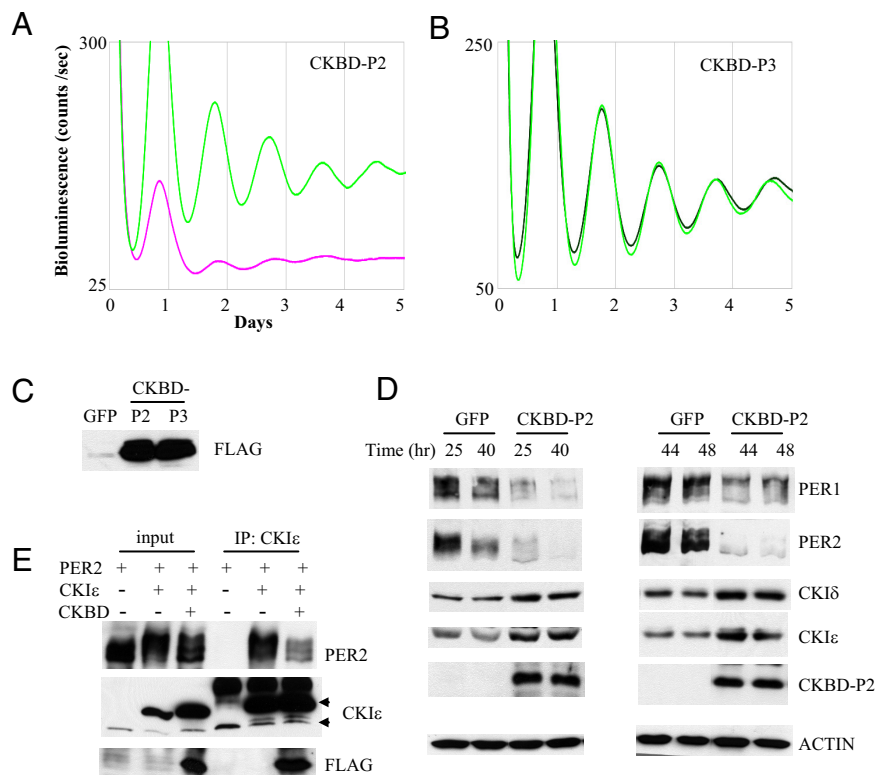 A
300
CKBD-P2
Bioluminescence (counts /sec)
25
0 1 2 3 4 5
Days
B
250
CKBD-P3
50
0 1 2 3 4 5
C
CKBD-
GFP P2 P3
FLAG
D
GFP CKBD-P2 GFP CKBD-P2
Time (hr) 25 40 25 40 44 48 44 48
PER1
PER2
CKIδ
CKIε
CKBD-P2
ACTIN
E
input IP: CKIε
PER2 + + + + + +
CKIε - + + - + +
CKBD - - + - - +
PER2
CKIε
FLAG